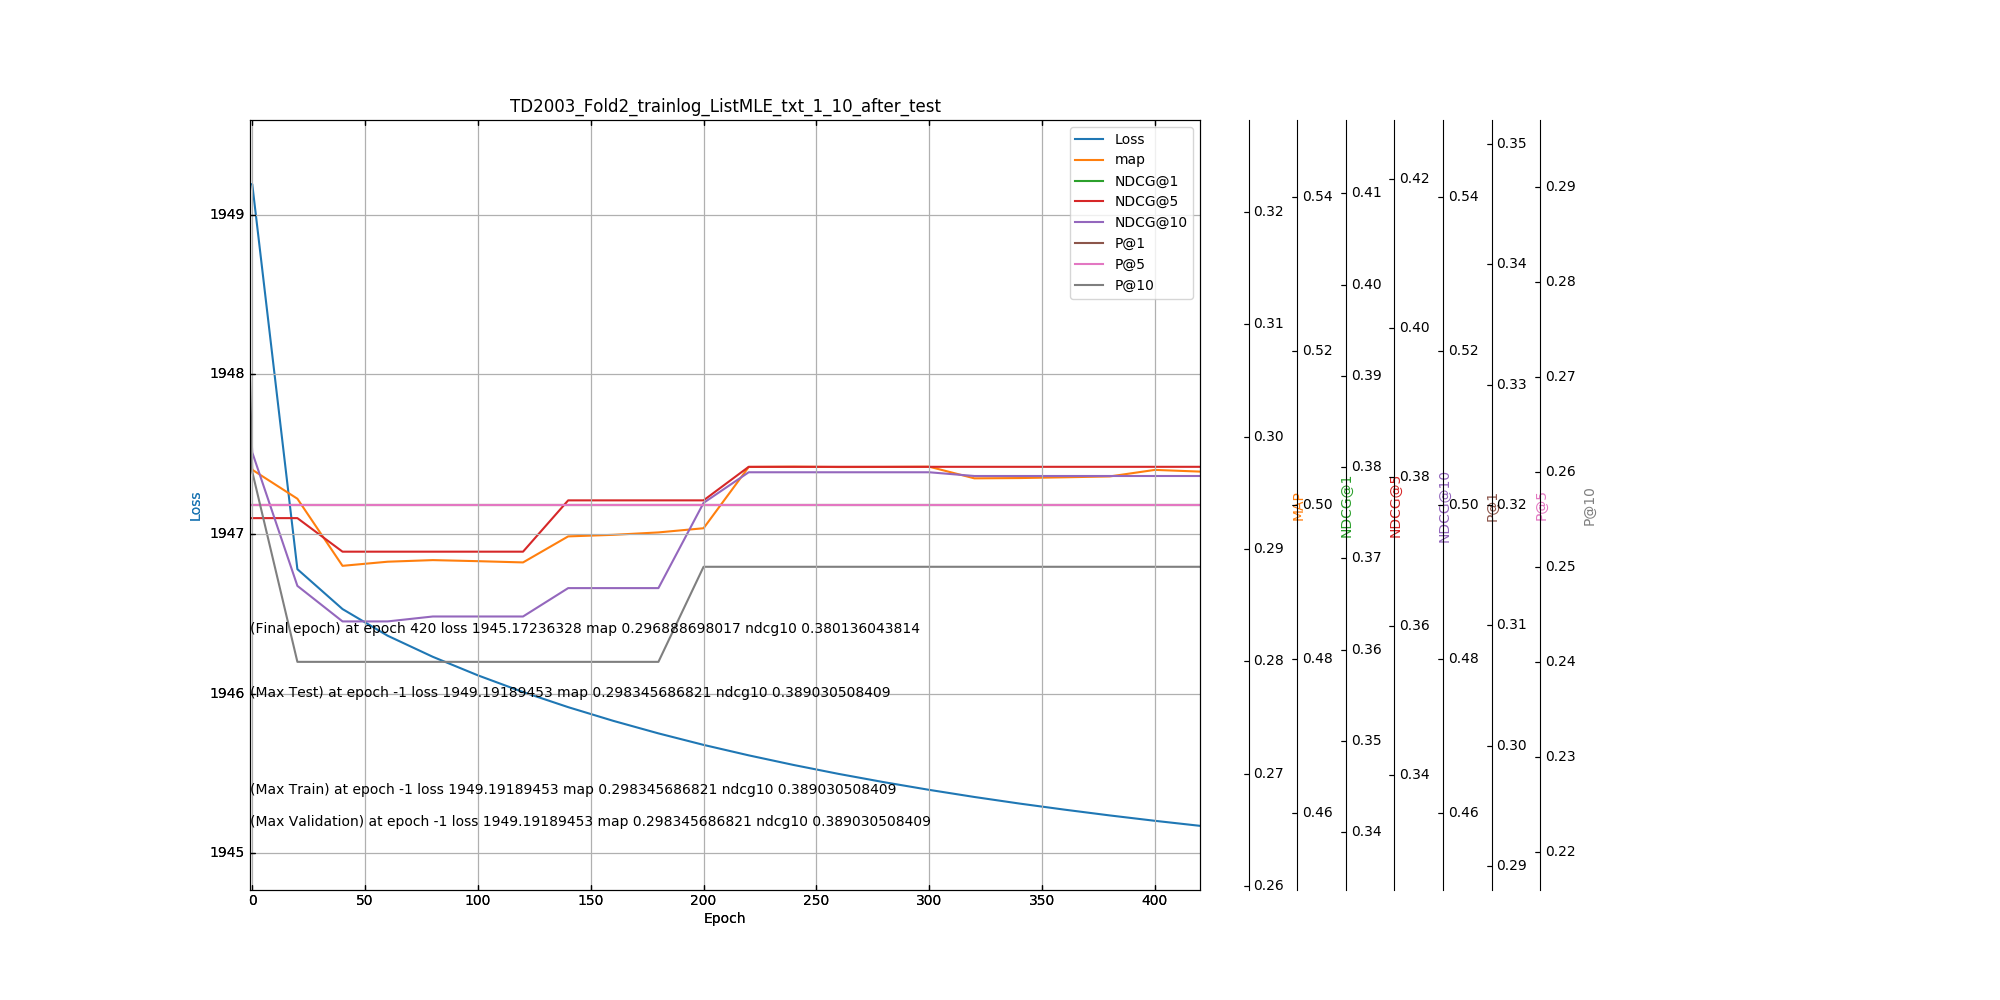 TD2003_Fold2_trainlog_ListMLE_txt_1_10_after_test
Loss
map
NDCG@1
NDCG@5
NDCG@10
P@1
P@5
P@10
1949
1948
1947
1946
1945
Loss
(Final epoch) at epoch 420 loss 1945.17236328 map 0.296888698017 ndcg10 0.380136043814
(Max Test) at epoch -1 loss 1949.19189453 map 0.298345686821 ndcg10 0.389030508409
(Max Train) at epoch -1 loss 1949.19189453 map 0.298345686821 ndcg10 0.389030508409
(Max Validation) at epoch -1 loss 1949.19189453 map 0.298345686821 ndcg10 0.389030508409
0 50 100 150 200 250 300 350 400
Epoch
0.32
0.31
0.30
0.29
0.28
0.27
0.26
MAP
0.54
0.52
0.50
0.48
0.46
NDCG@1
0.41
0.40
0.39
0.38
0.37
0.36
0.35
0.34
NDCG@5
0.42
0.40
0.38
0.36
0.34
NDCG@10
0.54
0.52
0.50
0.48
0.46
P@1
0.35
0.34
0.33
0.32
0.31
0.30
0.29
P@5
0.29
0.28
0.27
0.26
0.25
0.24
0.23
0.22
P@10